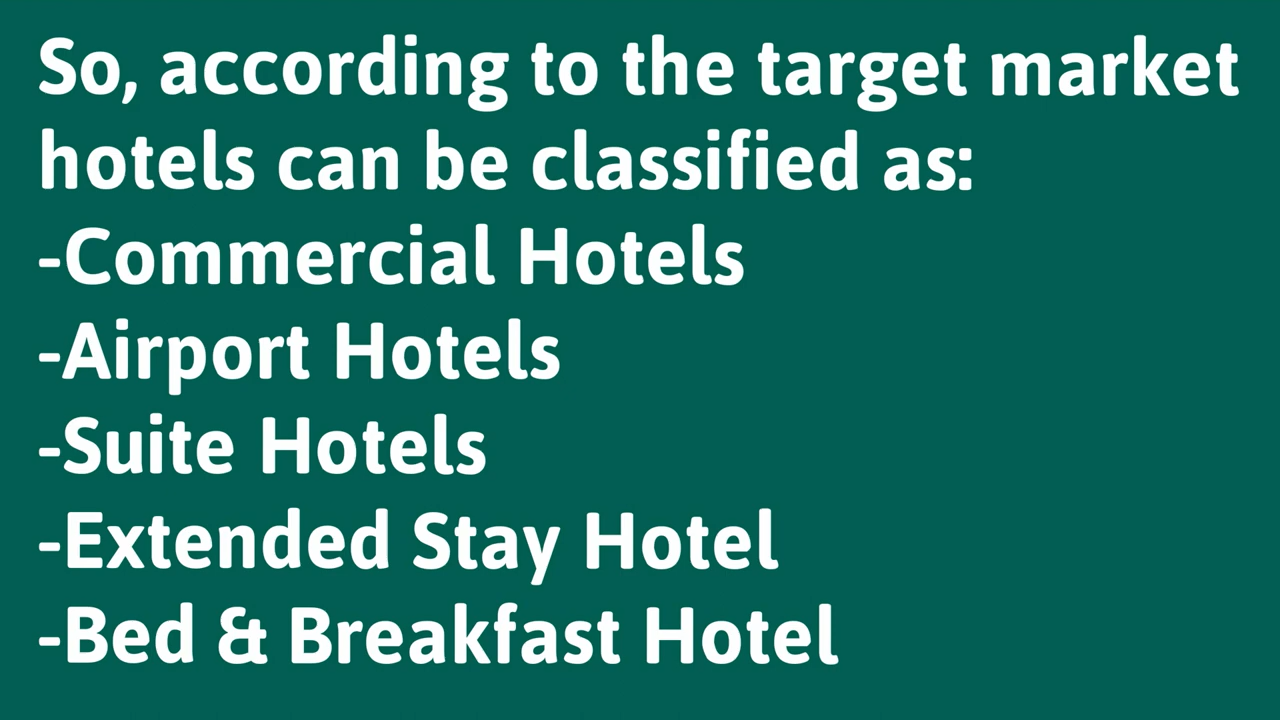 So, according to the target market
hotels can be classified as:
-Commercial Hotels
-Airport Hotels
-Suite Hotels
-Extended Stay Hotel
-Bed & Breakfast Hotel